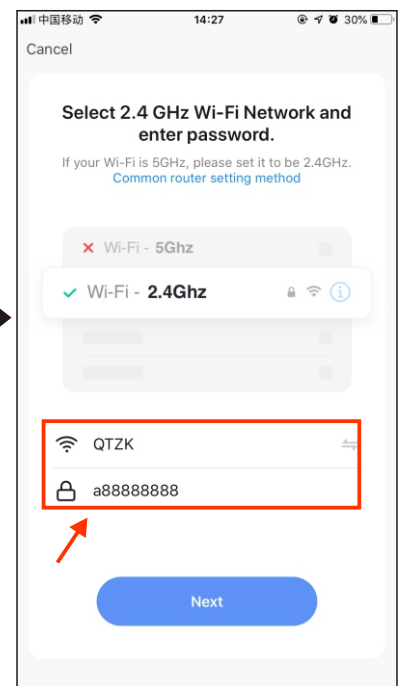 中国移动 14:27 30%
Cancel
Select 2.4 GHz Wi-Fi Network and
enter password.
If your Wi-Fi is 5GHz, please set it to be 2.4GHz.
Common router setting method
Wi-Fi - 5Ghz
Wi-Fi - 2.4Ghz
QTZK
a88888888
Next